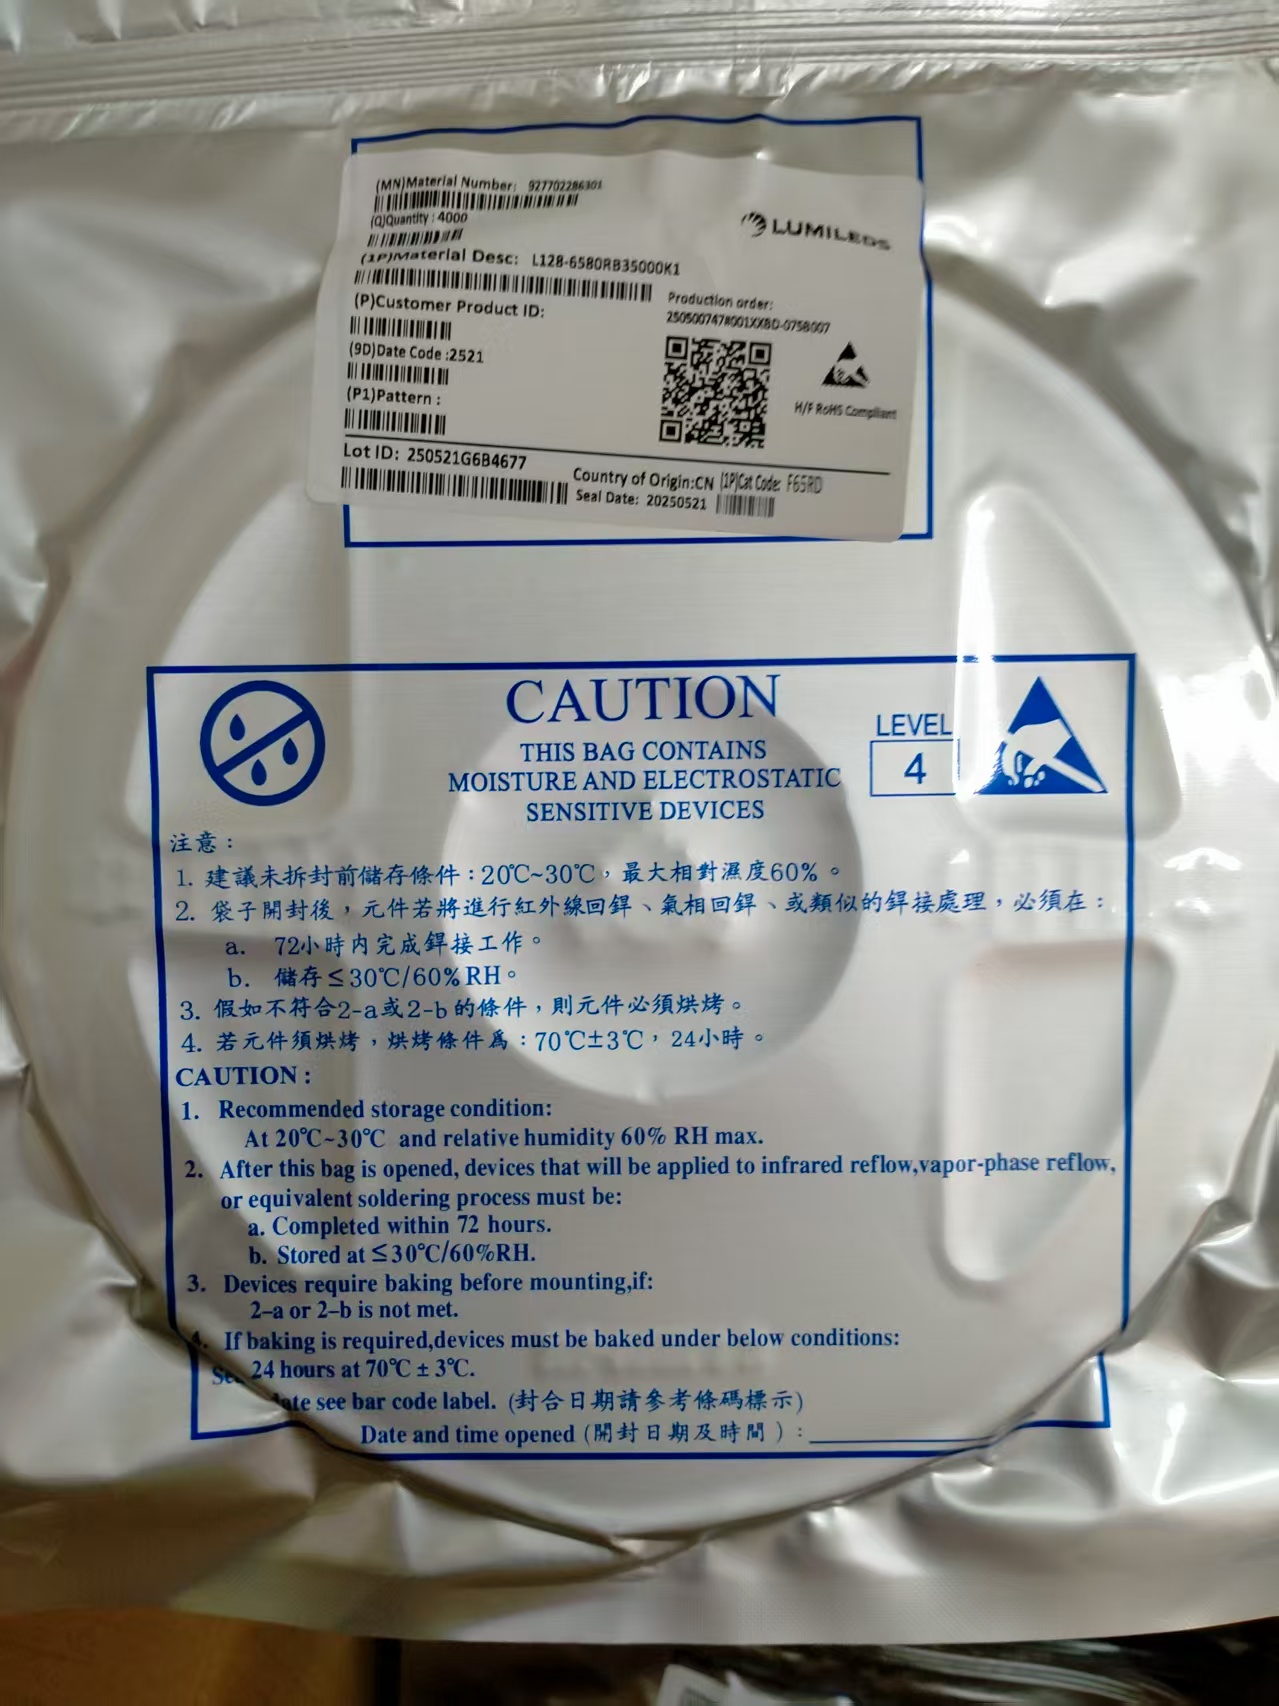 (MN)Material Number: 927702286301
(Q)Quantity : 4000
LUMILEDS
(1P)Material Desc: L128-6580RB35000K1
(P)Customer Product ID:
Production order:
2505007478001XXBD-0758007
(9D)Date Code :2521
(P1)Pattern :
H/F RoHS Compliant
Lot ID: 250521G6B4677
Country of Origin:CN (1P)Cat Code: F65RD
Seal Date: 20250521
CAUTION
THIS BAG CONTAINS
MOISTURE AND ELECTROSTATIC
SENSITIVE DEVICES
LEVEL
4
注意：
1. 建議未拆封前儲存條件：20℃~30℃，最大相對濕度60%。
2. 袋子開封後，元件若將進行紅外線回銲、氣相回銲、或類似的銲接處理，必須在：
a. 72小時內完成銲接工作。
b. 儲存≦30℃/60%RH。
3. 假如不符合2-a或2-b的條件，則元件必須烘烤。
4. 若元件須烘烤，烘烤條件為：70℃±3℃，24小時。
CAUTION :
1. Recommended storage condition:
At 20℃~30℃ and relative humidity 60% RH max.
2. After this bag is opened, devices that will be applied to infrared reflow,vapor-phase reflow,
or equivalent soldering process must be:
a. Completed within 72 hours.
b. Stored at ≦30℃/60%RH.
3. Devices require baking before mounting,if:
2-a or 2-b is not met.
4. If baking is required,devices must be baked under below conditions:
24 hours at 70℃ ± 3℃.
see bar code label. (封合日期請參考條碼標示)
Date and time opened (開封日期及時間) :